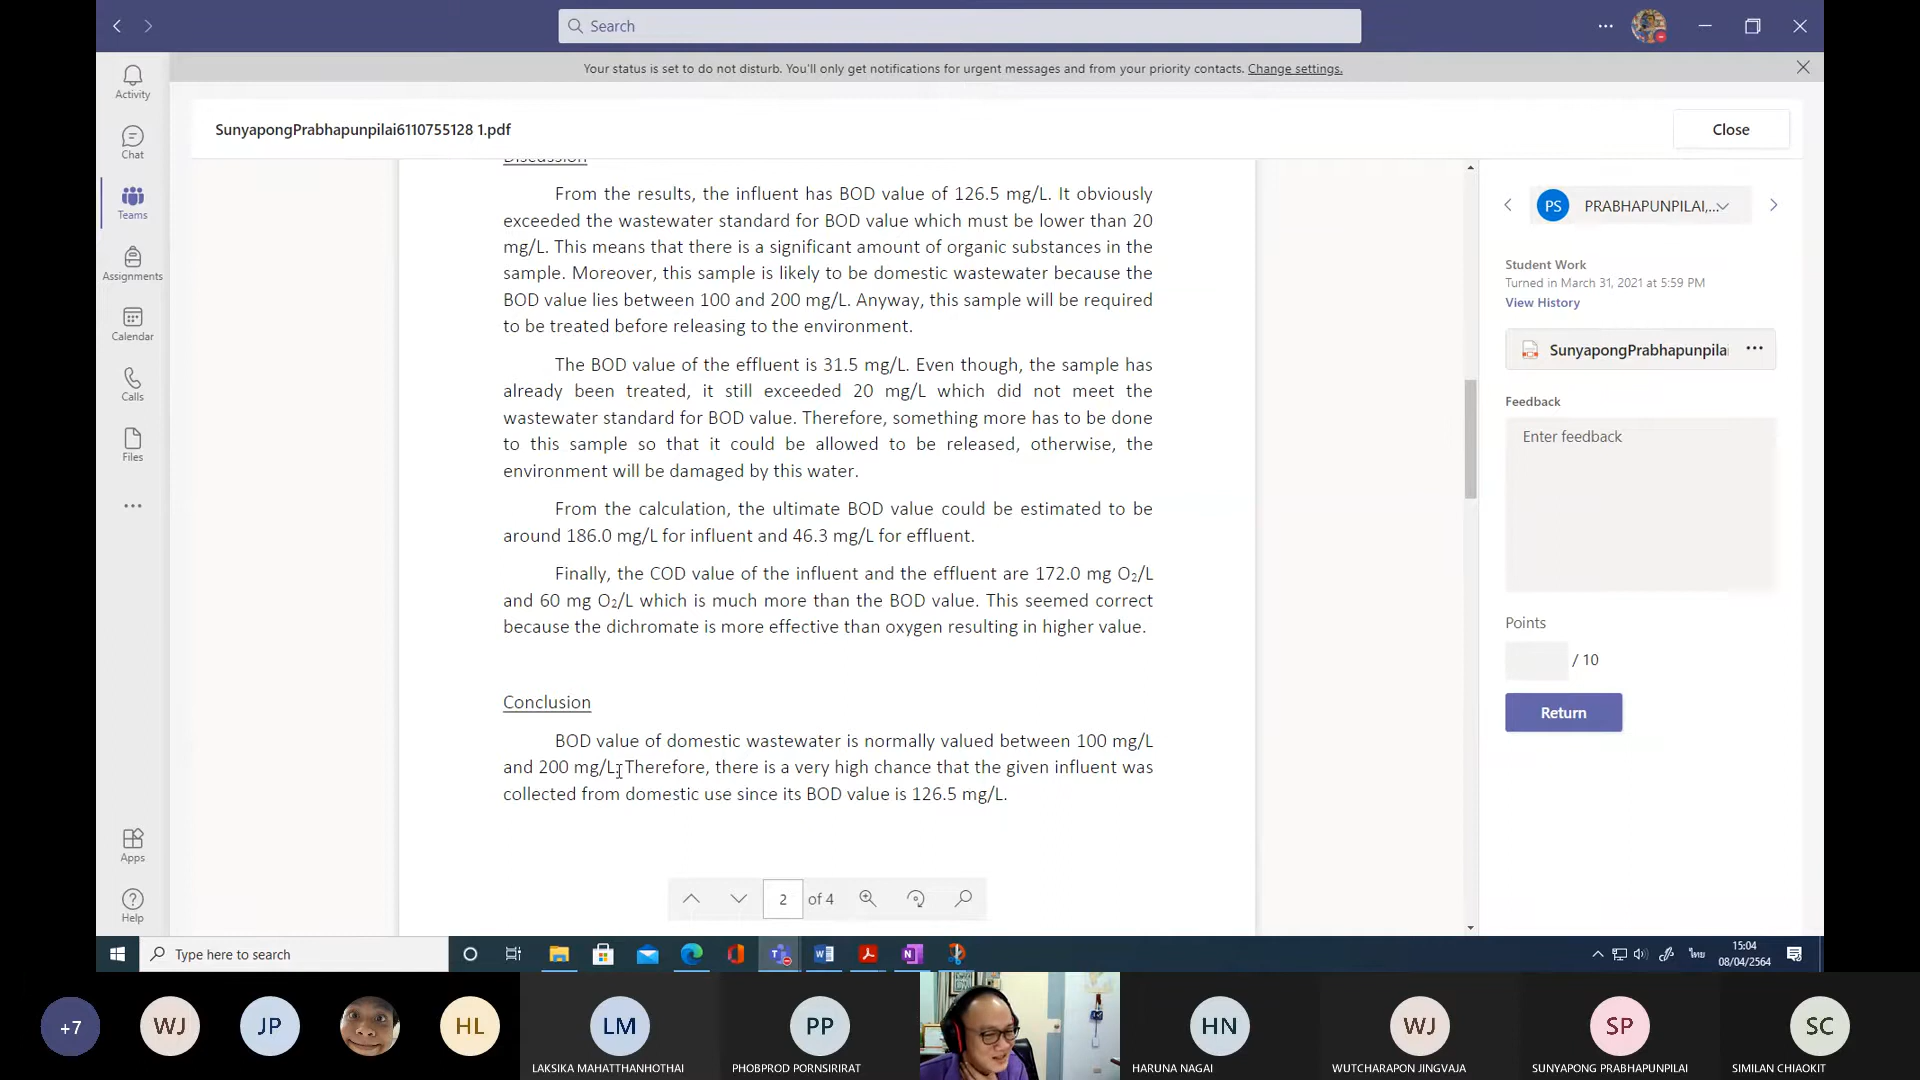 Search
Your status is set to do not disturb. You'll only get notifications for urgent messages and from your priority contacts. Change settings.
Activity
Chat
Teams
Assignments
Calendar
Calls
Files
Apps
Help
SunyapongPrabhapunpilai6110755128 1.pdf
Close
Discussion
From the results, the influent has BOD value of 126.5 mg/L. It obviously
exceeded the wastewater standard for BOD value which must be lower than 20
mg/L. This means that there is a significant amount of organic substances in the
sample. Moreover, this sample is likely to be domestic wastewater because the
BOD value lies between 100 and 200 mg/L. Anyway, this sample will be required
to be treated before releasing to the environment.
The BOD value of the effluent is 31.5 mg/L. Even though, the sample has
already been treated, it still exceeded 20 mg/L which did not meet the
wastewater standard for BOD value. Therefore, something more has to be done
to this sample so that it could be allowed to be released, otherwise, the
environment will be damaged by this water.
From the calculation, the ultimate BOD value could be estimated to be
around 186.0 mg/L for influent and 46.3 mg/L for effluent.
Finally, the COD value of the influent and the effluent are 172.0 mg O₂/L
and 60 mg O₂/L which is much more than the BOD value. This seemed correct
because the dichromate is more effective than oxygen resulting in higher value.
Conclusion
BOD value of domestic wastewater is normally valued between 100 mg/L
and 200 mg/L. Therefore, there is a very high chance that the given influent was
collected from domestic use since its BOD value is 126.5 mg/L.
2 of 4
PS PRABHAPUNPILAI,...
Student Work
Turned in March 31, 2021 at 5:59 PM
View History
SunyapongPrabhapunpilai
Feedback
Enter feedback
Points
/ 10
Return
Type here to search
ไทย
15:04
08/04/2564
+7
WJ
JP
HL
LM
LAKSIKA MAHATTHANHOTHAI
PP
PHOBPROD PORNSIRIRAT
HN
HARUNA NAGAI
WJ
WUTCHARAPON JINGVAJA
SP
SUNYAPONG PRABHAPUNPILAI
SC
SIMILAN CHIAOKIT